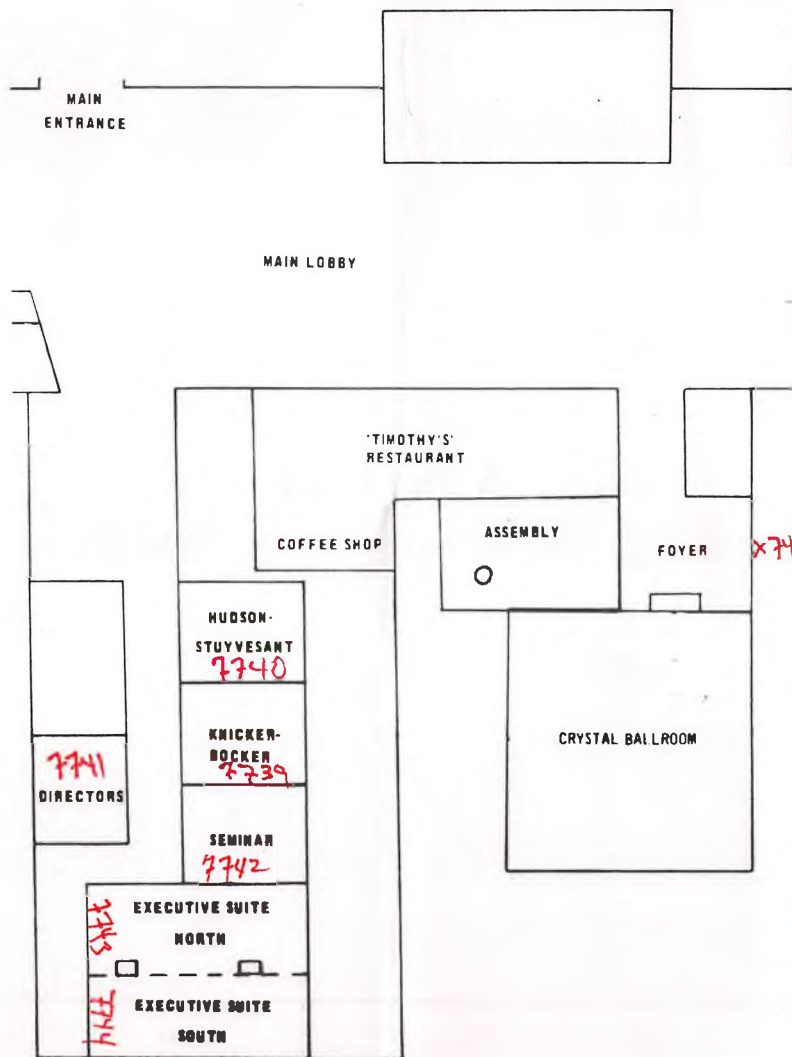 MAIN
ENTRANCE
MAIN LOBBY
'TIMOTHY'S'
RESTAURANT
COFFEE SHOP
ASSEMBLY
FOYER
x74
HUDSON-
STUYVESANT
7740
KNICKER-
BOCKER
7739
7741
DIRECTORS
CRYSTAL BALLROOM
SEMINAR
7742
7743
EXECUTIVE SUITE
NORTH
7744
EXECUTIVE SUITE
SOUTH